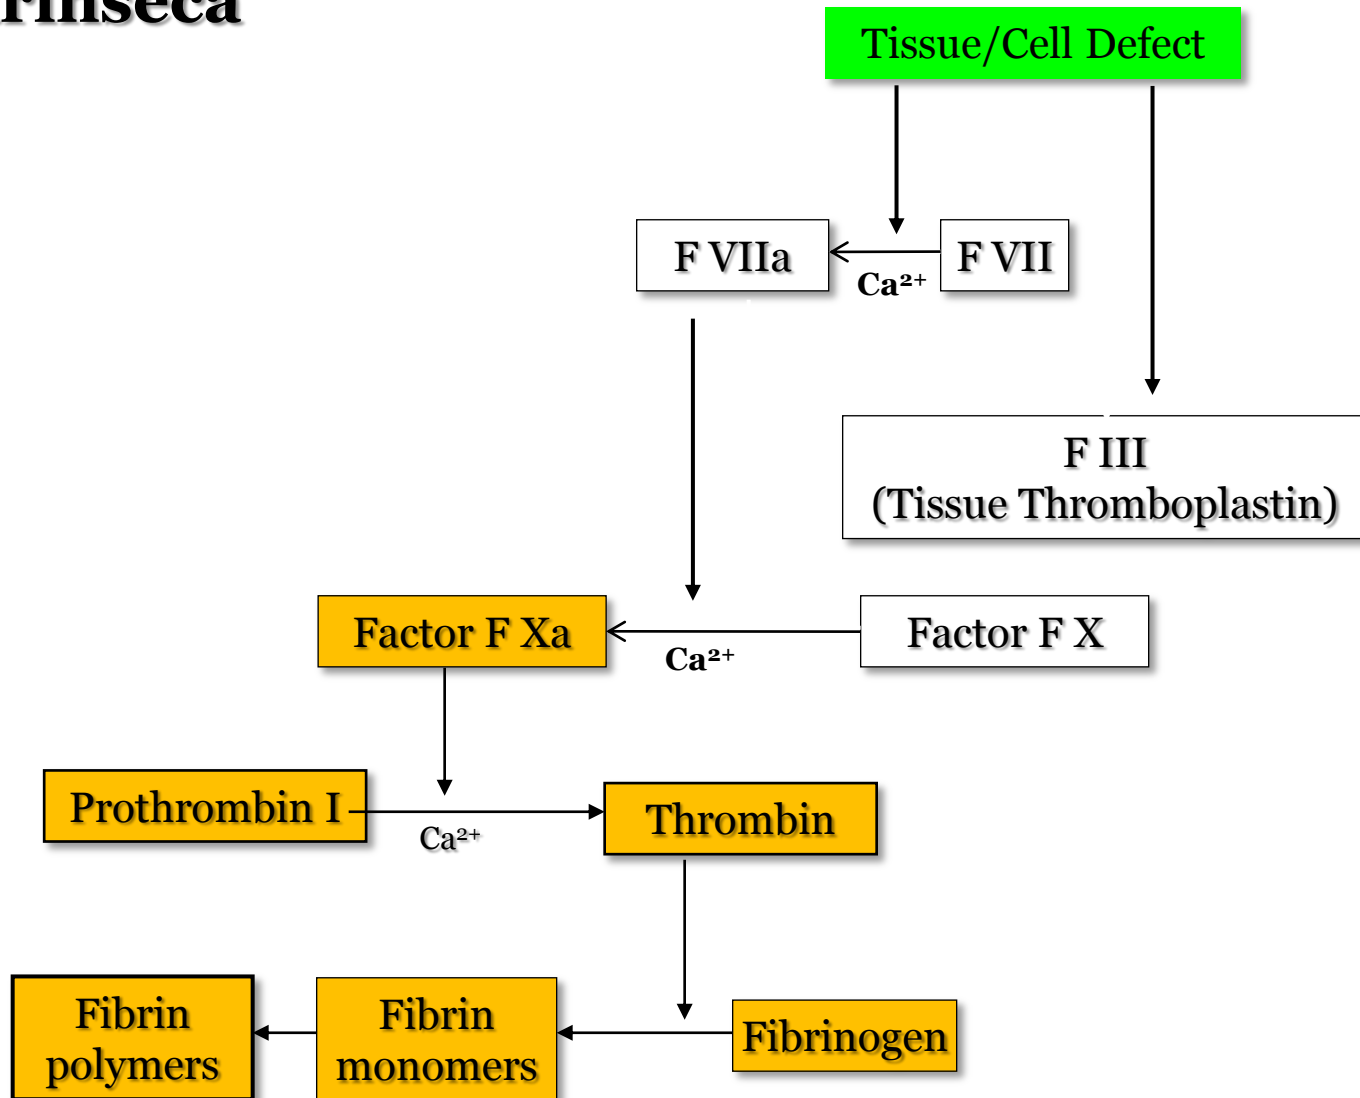 rinseca
Tissue/Cell Defect
F VIIa
F VII
Ca²⁺
F III
(Tissue Thromboplastin)
Factor F Xa
Factor F X
Ca²⁺
Prothrombin I
Ca²⁺
Thrombin
Fibrin
polymers
Fibrin
monomers
Fibrinogen